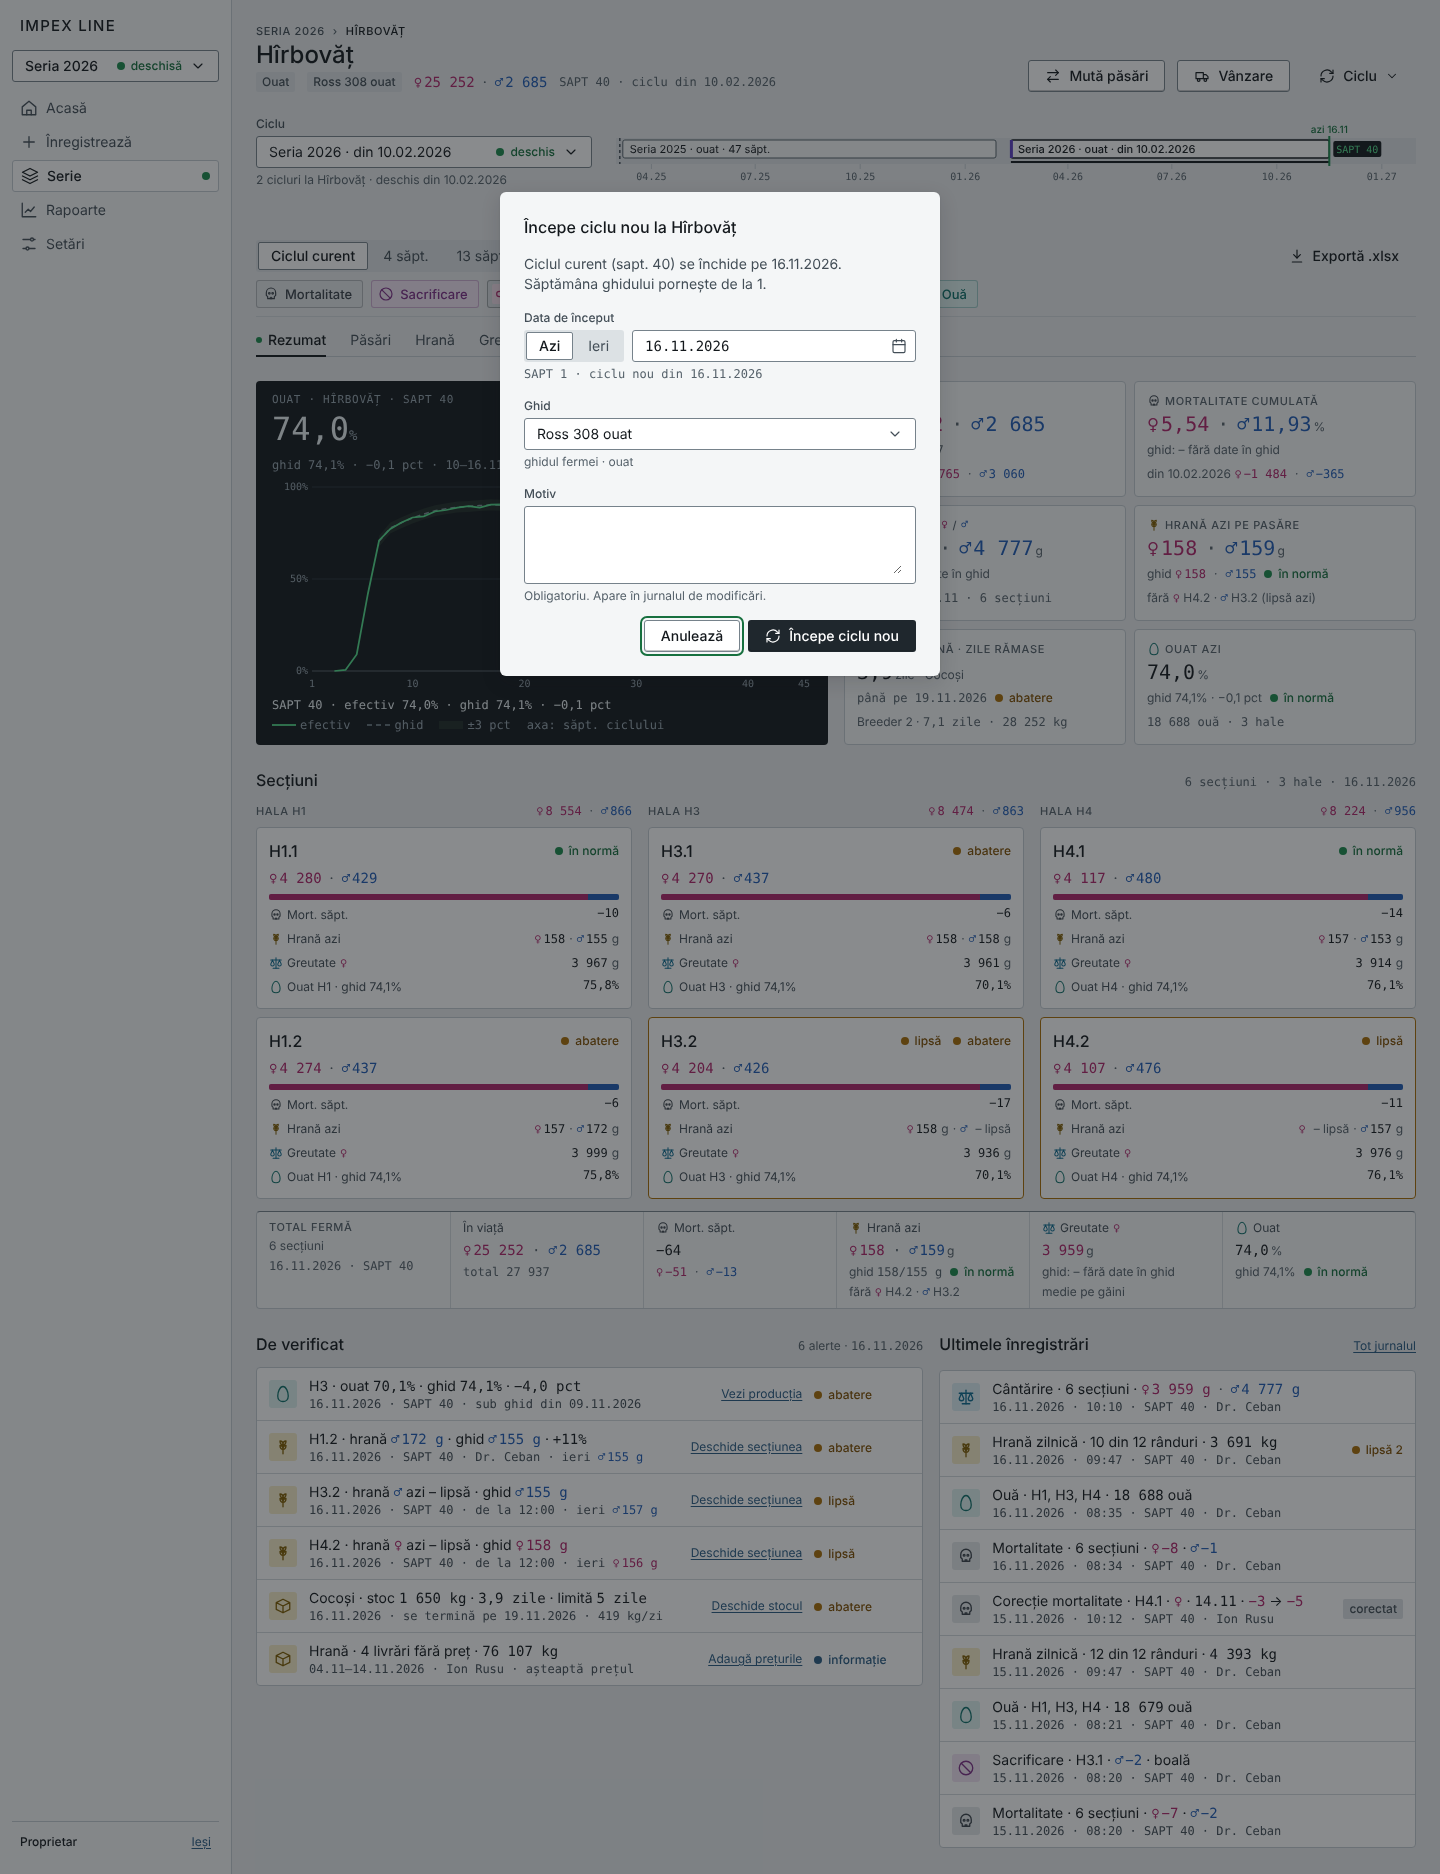 IMPEX LINE
Seria 2026 deschisă
Acasă
Înregistrează
Serie
Rapoarte
Setări
SERIA 2026 › HÎRBOVĂȚ
Hîrbovăț
Ouat Ross 308 ouat ♀25 252 · ♂2 685 SAPT 40 · ciclu din 10.02.2026
Mută păsări
Vânzare
Ciclu
Ciclu
Seria 2026 · din 10.02.2026 deschis
2 cicluri la Hîrbovăț · deschis din 10.02.2026
azi 16.11
Seria 2025 · ouat · 47 săpt.
Seria 2026 · ouat · din 10.02.2026
SAPT 40
04.25 07.25 10.25 01.26 04.26 07.26 10.26 01.27
Ciclul curent 4 săpt.
Exportă .xlsx
Mortalitate Sacrificare Ouă
Rezumat Păsări Hrană
Începe ciclu nou la Hîrbovăț
Ciclul curent (sapt. 40) se închide pe 16.11.2026.
Săptămâna ghidului pornește de la 1.
Data de început
Azi Ieri 16.11.2026
SAPT 1 · ciclu nou din 16.11.2026
Ghid
Ross 308 ouat
ghidul fermei · ouat
Motiv
Obligatoriu. Apare în jurnalul de modificări.
Anulează
Începe ciclu nou
OUAT · HÎRBOVĂȚ · SAPT 40
74,0%
ghid 74,1% · −0,1 pct · 10–16.11
100%
50%
0%
1 10 20 30 40 45
SAPT 40 · efectiv 74,0% · ghid 74,1% · −0,1 pct
efectiv ghid ±3 pct axa: săpt. ciclului
· ♂2 685
· ♂3 060
MORTALITATE CUMULATĂ
♀5,54 · ♂11,93%
ghid: – fără date în ghid
din 10.02.2026 ♀−1 484 · ♂−365
♀ / ♂
· ♂4 777g
în ghid
.11 · 6 secțiuni
HRANĂ AZI PE PASĂRE
♀158 · ♂159g
ghid ♀158 · ♂155 în normă
fără ♀ H4.2 · ♂ H3.2 (lipsă azi)
· ZILE RĂMASE
3,9 zile · Cocoși
până pe 19.11.2026 abatere
Breeder 2 · 7,1 zile · 28 252 kg
OUAT AZI
74,0%
ghid 74,1% · −0,1 pct în normă
18 688 ouă · 3 hale
Secțiuni
6 secțiuni · 3 hale · 16.11.2026
HALA H1 ♀8 554 · ♂866
HALA H3 ♀8 474 · ♂863
HALA H4 ♀8 224 · ♂956
H1.1 în normă
♀4 280 · ♂429
Mort. săpt. −10
Hrană azi ♀158 · ♂155 g
Greutate ♀ 3 967 g
Ouat H1 · ghid 74,1% 75,8%
H3.1 abatere
♀4 270 · ♂437
Mort. săpt. −6
Hrană azi ♀158 · ♂158 g
Greutate ♀ 3 961 g
Ouat H3 · ghid 74,1% 70,1%
H4.1 în normă
♀4 117 · ♂480
Mort. săpt. −14
Hrană azi ♀157 · ♂153 g
Greutate ♀ 3 914 g
Ouat H4 · ghid 74,1% 76,1%
H1.2 abatere
♀4 274 · ♂437
Mort. săpt. −6
Hrană azi ♀157 · ♂172 g
Greutate ♀ 3 999 g
Ouat H1 · ghid 74,1% 75,8%
H3.2 lipsă abatere
♀4 204 · ♂426
Mort. săpt. −17
Hrană azi ♀158 g · ♂ – lipsă
Greutate ♀ 3 936 g
Ouat H3 · ghid 74,1% 70,1%
H4.2 lipsă
♀4 107 · ♂476
Mort. săpt. −11
Hrană azi ♀ – lipsă · ♂157 g
Greutate ♀ 3 976 g
Ouat H4 · ghid 74,1% 76,1%
TOTAL FERMĂ
6 secțiuni
16.11.2026 · SAPT 40
În viață
♀25 252 · ♂2 685
total 27 937
Mort. săpt.
−64
♀−51 · ♂−13
Hrană azi
♀158 · ♂159g
ghid 158/155 g în normă
fără ♀ H4.2 · ♂ H3.2
Greutate ♀
3 959g
ghid: – fără date în ghid
medie pe găini
Ouat
74,0%
ghid 74,1% în normă
De verificat
6 alerte · 16.11.2026
H3 · ouat 70,1% · ghid 74,1% · −4,0 pct
16.11.2026 · SAPT 40 · sub ghid din 09.11.2026
Vezi producția abatere
H1.2 · hrană ♂172 g · ghid ♂155 g · +11%
16.11.2026 · SAPT 40 · Dr. Ceban · ieri ♂155 g
Deschide secțiunea abatere
H3.2 · hrană ♂ azi – lipsă · ghid ♂155 g
16.11.2026 · SAPT 40 · de la 12:00 · ieri ♂157 g
Deschide secțiunea lipsă
H4.2 · hrană ♀ azi – lipsă · ghid ♀158 g
16.11.2026 · SAPT 40 · de la 12:00 · ieri ♀156 g
Deschide secțiunea lipsă
Cocoși · stoc 1 650 kg · 3,9 zile · limită 5 zile
16.11.2026 · se termină pe 19.11.2026 · 419 kg/zi
Deschide stocul abatere
Hrană · 4 livrări fără preț · 76 107 kg
04.11–14.11.2026 · Ion Rusu · așteaptă prețul
Adaugă prețurile informație
Ultimele înregistrări
Tot jurnalul
Cântărire · 6 secțiuni · ♀3 959 g · ♂4 777 g
16.11.2026 · 10:10 · SAPT 40 · Dr. Ceban
Hrană zilnică · 10 din 12 rânduri · 3 691 kg
16.11.2026 · 09:47 · SAPT 40 · Dr. Ceban
lipsă 2
Ouă · H1, H3, H4 · 18 688 ouă
16.11.2026 · 08:35 · SAPT 40 · Dr. Ceban
Mortalitate · 6 secțiuni · ♀−8 · ♂−1
16.11.2026 · 08:34 · SAPT 40 · Dr. Ceban
Corecție mortalitate · H4.1 · ♀ · 14.11 · −3 → −5
15.11.2026 · 10:12 · SAPT 40 · Ion Rusu
corectat
Hrană zilnică · 12 din 12 rânduri · 4 393 kg
15.11.2026 · 09:47 · SAPT 40 · Dr. Ceban
Ouă · H1, H3, H4 · 18 679 ouă
15.11.2026 · 08:21 · SAPT 40 · Dr. Ceban
Sacrificare · H3.1 · ♂−2 · boală
15.11.2026 · 08:20 · SAPT 40 · Dr. Ceban
Mortalitate · 6 secțiuni · ♀−7 · ♂−2
15.11.2026 · 08:20 · SAPT 40 · Dr. Ceban
Proprietar Ieși